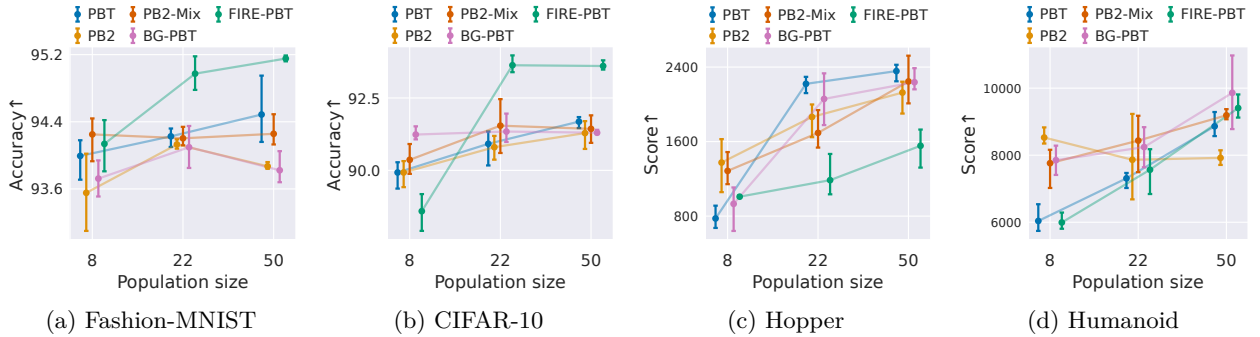 PBT PB2-Mix FIRE-PBT
PB2 BG-PBT
95.2
94.4
93.6
Accuracy↑
8 22 50
Population size
(a) Fashion-MNIST
PBT PB2-Mix FIRE-PBT
PB2 BG-PBT
92.5
90.0
Accuracy↑
8 22 50
Population size
(b) CIFAR-10
PBT PB2-Mix FIRE-PBT
PB2 BG-PBT
2400
1600
800
Score↑
8 22 50
Population size
(c) Hopper
PBT PB2-Mix FIRE-PBT
PB2 BG-PBT
10000
8000
6000
Score↑
8 22 50
Population size
(d) Humanoid